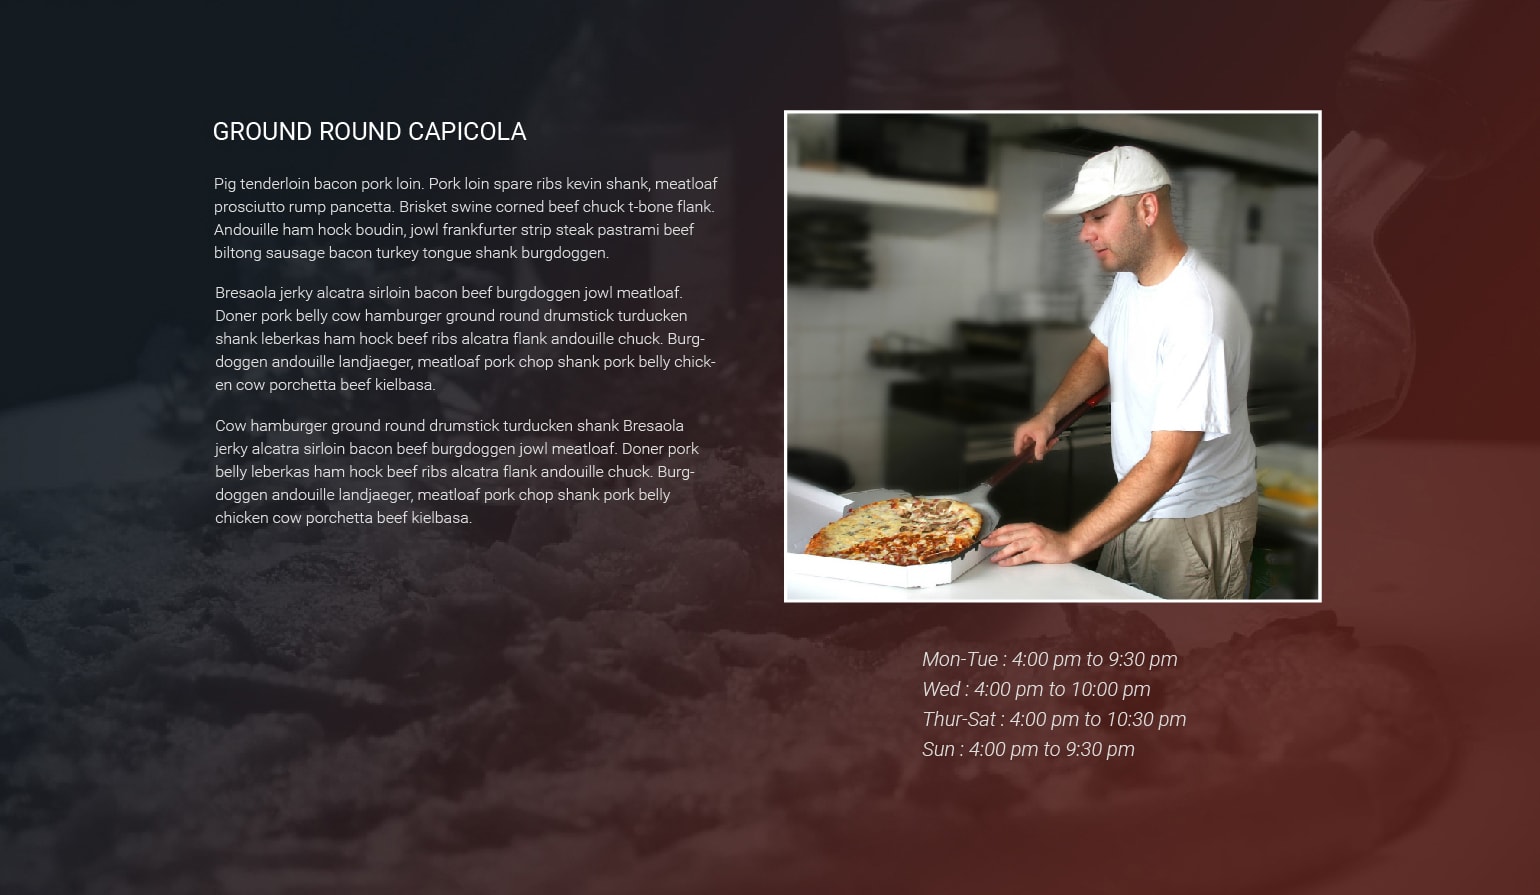 GROUND ROUND CAPICOLA
Pig tenderloin bacon pork loin. Pork loin spare ribs kevin shank, meatloaf
prosciutto rump pancetta. Brisket swine corned beef chuck t-bone flank.
Andouille ham hock boudin, jowl frankfurter strip steak pastrami beef
biltong sausage bacon turkey tongue shank burgdoggen.
Bresaola jerky alcatra sirloin bacon beef burgdoggen jowl meatloaf.
Doner pork belly cow hamburger ground round drumstick turducken
shank leberkas ham hock beef ribs alcatra flank andouille chuck. Burg-
doggen andouille landjaeger, meatloaf pork chop shank pork belly chick-
en cow porchetta beef kielbasa.
Cow hamburger ground round drumstick turducken shank Bresaola
jerky alcatra sirloin bacon beef burgdoggen jowl meatloaf. Doner pork
belly leberkas ham hock beef ribs alcatra flank andouille chuck. Burg-
doggen andouille landjaeger, meatloaf pork chop shank pork belly
chicken cow porchetta beef kielbasa.
Mon-Tue : 4:00 pm to 9:30 pm
Wed : 4:00 pm to 10:00 pm
Thur-Sat : 4:00 pm to 10:30 pm
Sun : 4:00 pm to 9:30 pm